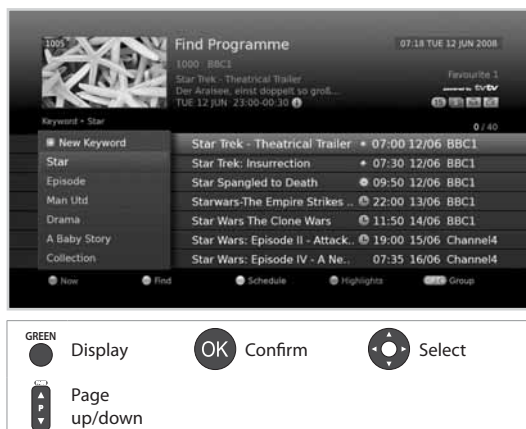 1005
Find Programme
07:18 TUE 12 JUN 2008
1000 BBC1
Star Trek - Theatrical Trailer
Favourite 1
Der Araisee, einst doppelt so groß...
powered by tvtv
TUE 12 JUN 23:00-00:30
Keyword • Star
0 / 40
New Keyword
Star Trek - Theatrical Trailer 07:00 12/06 BBC1
Star
Star Trek: Insurrection 07:30 12/06 BBC1
Episode
Star Spangled to Death 09:50 12/06 BBC1
Man Utd
Starwars-The Empire Strikes .. 22:00 13/06 BBC1
Drama
Star Wars The Clone Wars 11:50 14/06 BBC1
A Baby Story
Star Wars: Episode II - Attack.. 19:00 15/06 Channel4
Collection
Star Wars: Episode IV - A Ne.. 07:35 16/06 Channel4
Now Find Schedule Highlights Group
GREEN
Display OK Confirm Select
P
Page
up/down